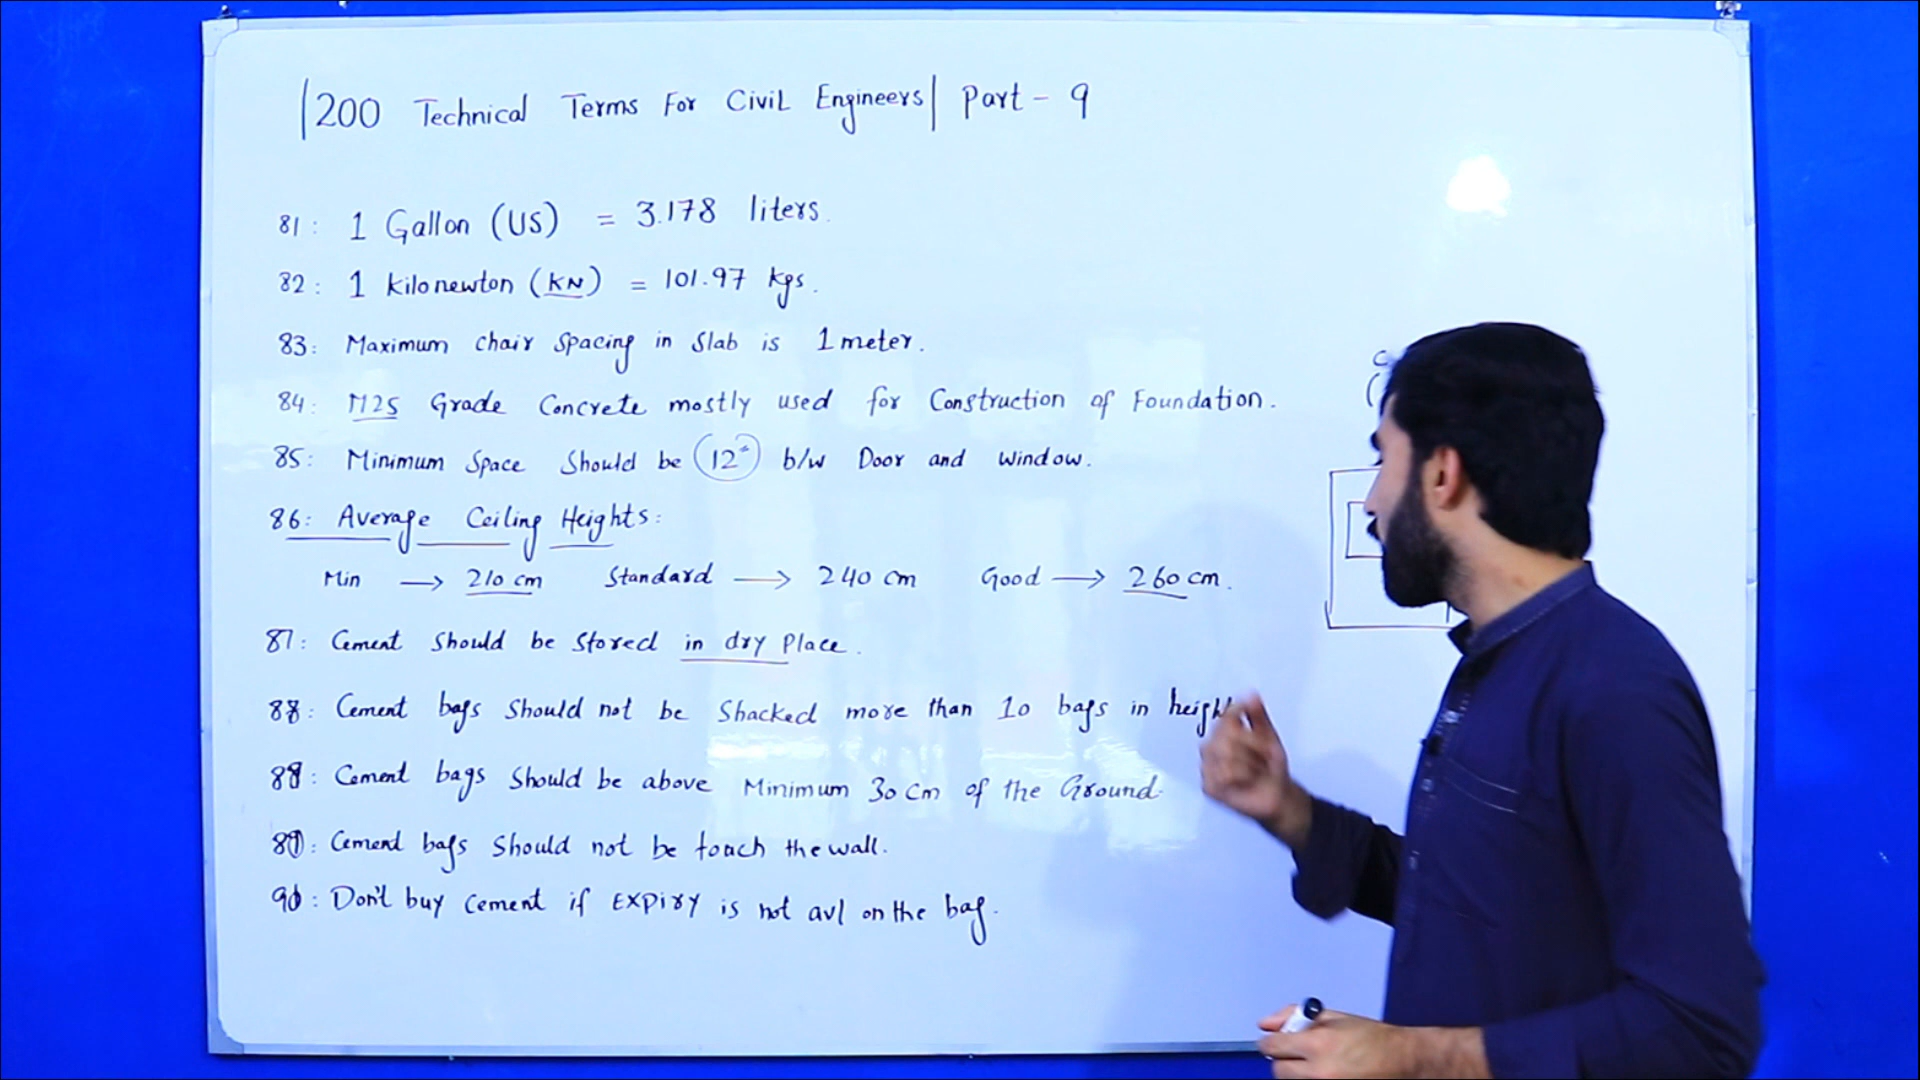 200 Technical Terms For Civil Engineers| Part - 9
81: 1 Gallon (US) = 3.178 liters.
82: 1 kilonewton (KN) = 101.97 kgs.
83: Maximum chair spacing in slab is 1 meter.
84: M25 Grade Concrete mostly used for Construction of Foundation.
85: Minimum Space Should be 12" b/w Door and window.
86: Average Ceiling Heights:
Min → 210 cm Standard → 240 cm Good → 260 cm.
87: Cement should be stored in dry place.
88: Cement bags should not be Shacked more than 10 bags in height
88: Cement bags should be above Minimum 30 cm of the Ground.
89: Cement bags should not be touch the wall.
90: Don't buy cement if expiry is not avl on the bag.